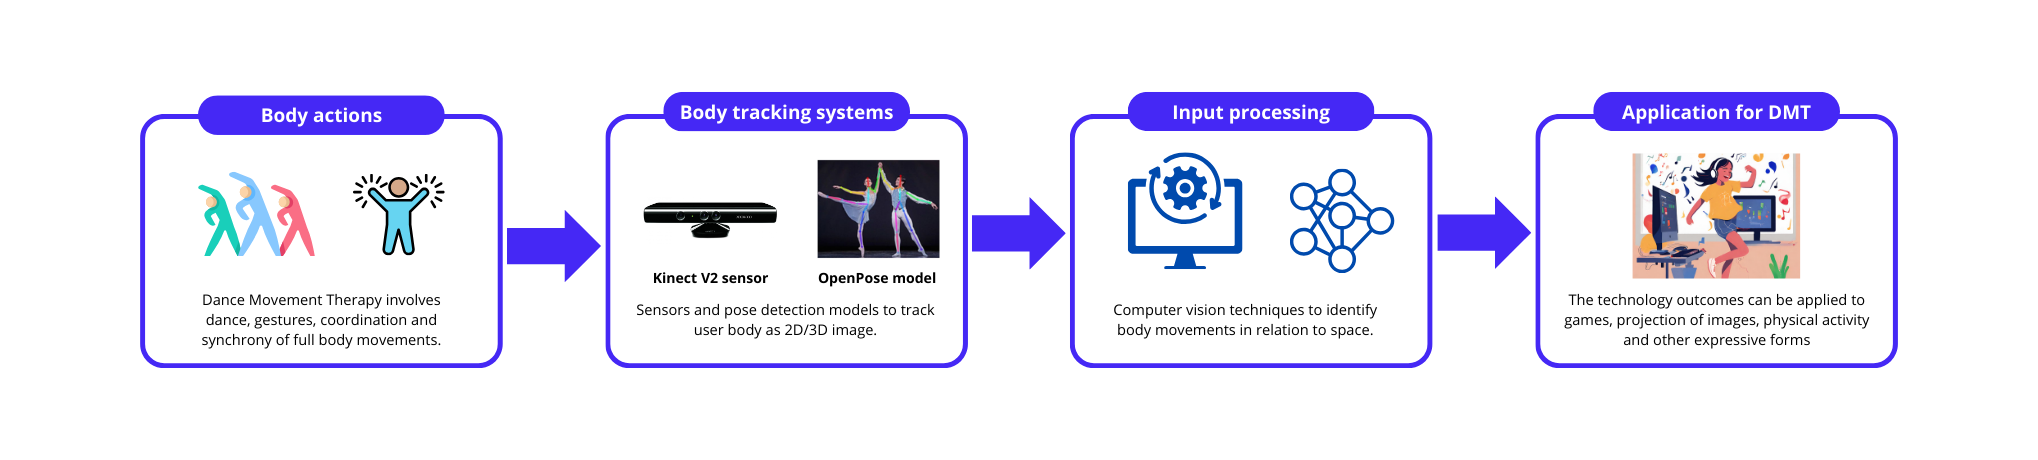 Body actions
Dance Movement Therapy involves
dance, gestures, coordination and
synchrony of full body movements.
Body tracking systems
Kinect V2 sensor
OpenPose model
Sensors and pose detection models to track
user body as 2D/3D image.
Input processing
Computer vision techniques to identify
body movements in relation to space.
Application for DMT
The technology outcomes can be applied to
games, projection of images, physical activity
and other expressive forms